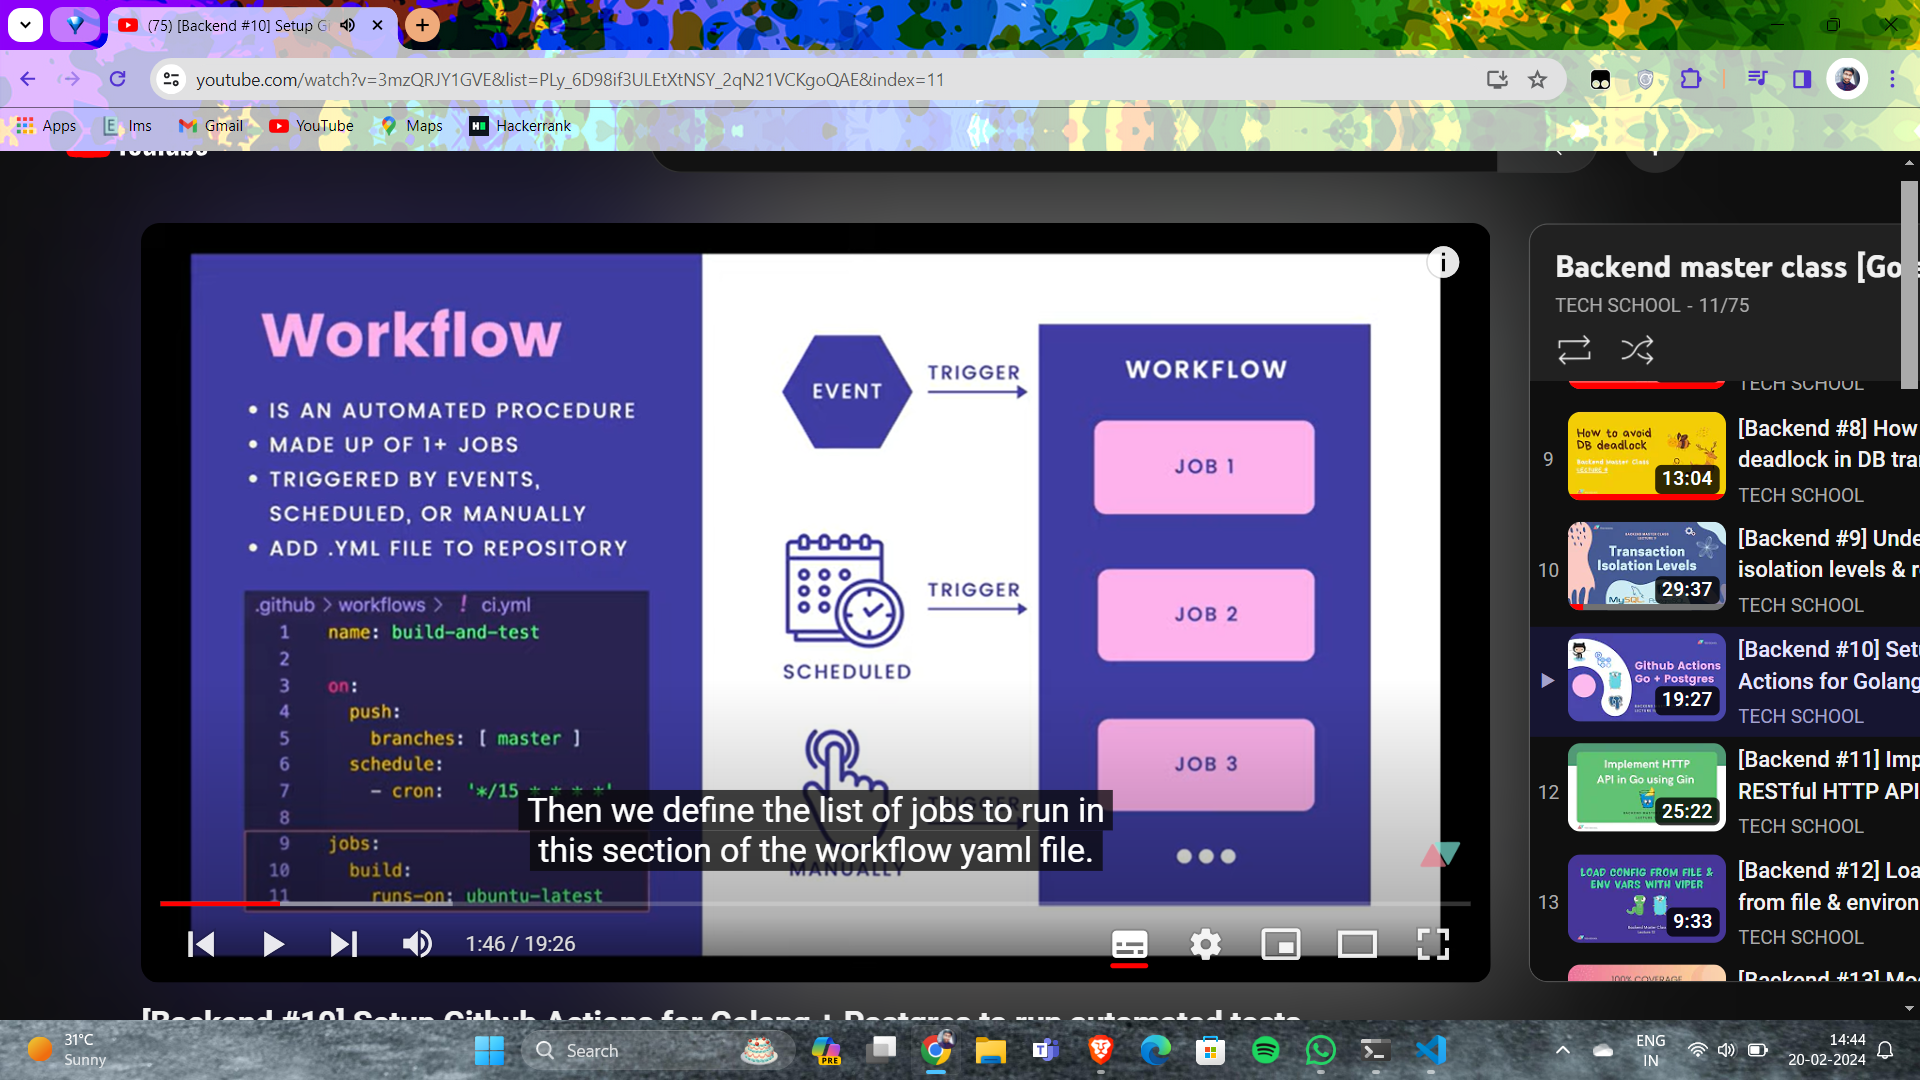 (75) [Backend #10] Setup Gi
youtube.com/watch?v=3mzQRJY1GVE&list=PLy_6D98if3ULEtXtNSY_2qN21VCKgoQAE&index=11
Apps
lms
Gmail
YouTube
Maps
Hackerrank
Workflow
• IS AN AUTOMATED PROCEDURE
• MADE UP OF 1+ JOBS
• TRIGGERED BY EVENTS,
SCHEDULED, OR MANUALLY
• ADD .YML FILE TO REPOSITORY
.github > workflows > ! ci.yml
1 name: build-and-test
2
3 on:
4 push:
5 branches: [ master ]
6 schedule:
7 - cron: '*/15 * * * *'
8
9 jobs:
10 build:
11 runs-on: ubuntu-latest
EVENT
TRIGGER
SCHEDULED
TRIGGER
MANUALLY
TRIGGER
WORKFLOW
JOB 1
JOB 2
JOB 3
Then we define the list of jobs to run in
this section of the workflow yaml file.
1:46 / 19:26
Backend master class [Go
TECH SCHOOL - 11/75
TECH SCHOOL
9
How to avoid
DB deadlock
Backend Master Class
13:04
[Backend #8] How
deadlock in DB tra
TECH SCHOOL
10
Transaction
Isolation Levels
29:37
[Backend #9] Unde
isolation levels & r
TECH SCHOOL
Github Actions
Go + Postgres
19:27
[Backend #10] Set
Actions for Golang
TECH SCHOOL
12
Implement HTTP
API in Go using Gin
25:22
[Backend #11] Imp
RESTful HTTP API
TECH SCHOOL
13
LOAD CONFIG FROM FILE &
ENV VARS WITH VIPER
9:33
[Backend #12] Loa
from file & environ
TECH SCHOOL
100% COVERAGE
[Backend #13] Mo
[Backend #10] Setup Github Actions for Golang + Postgres to run automated tests
31°C
Sunny
Search
PRE
ENG
IN
14:44
20-02-2024